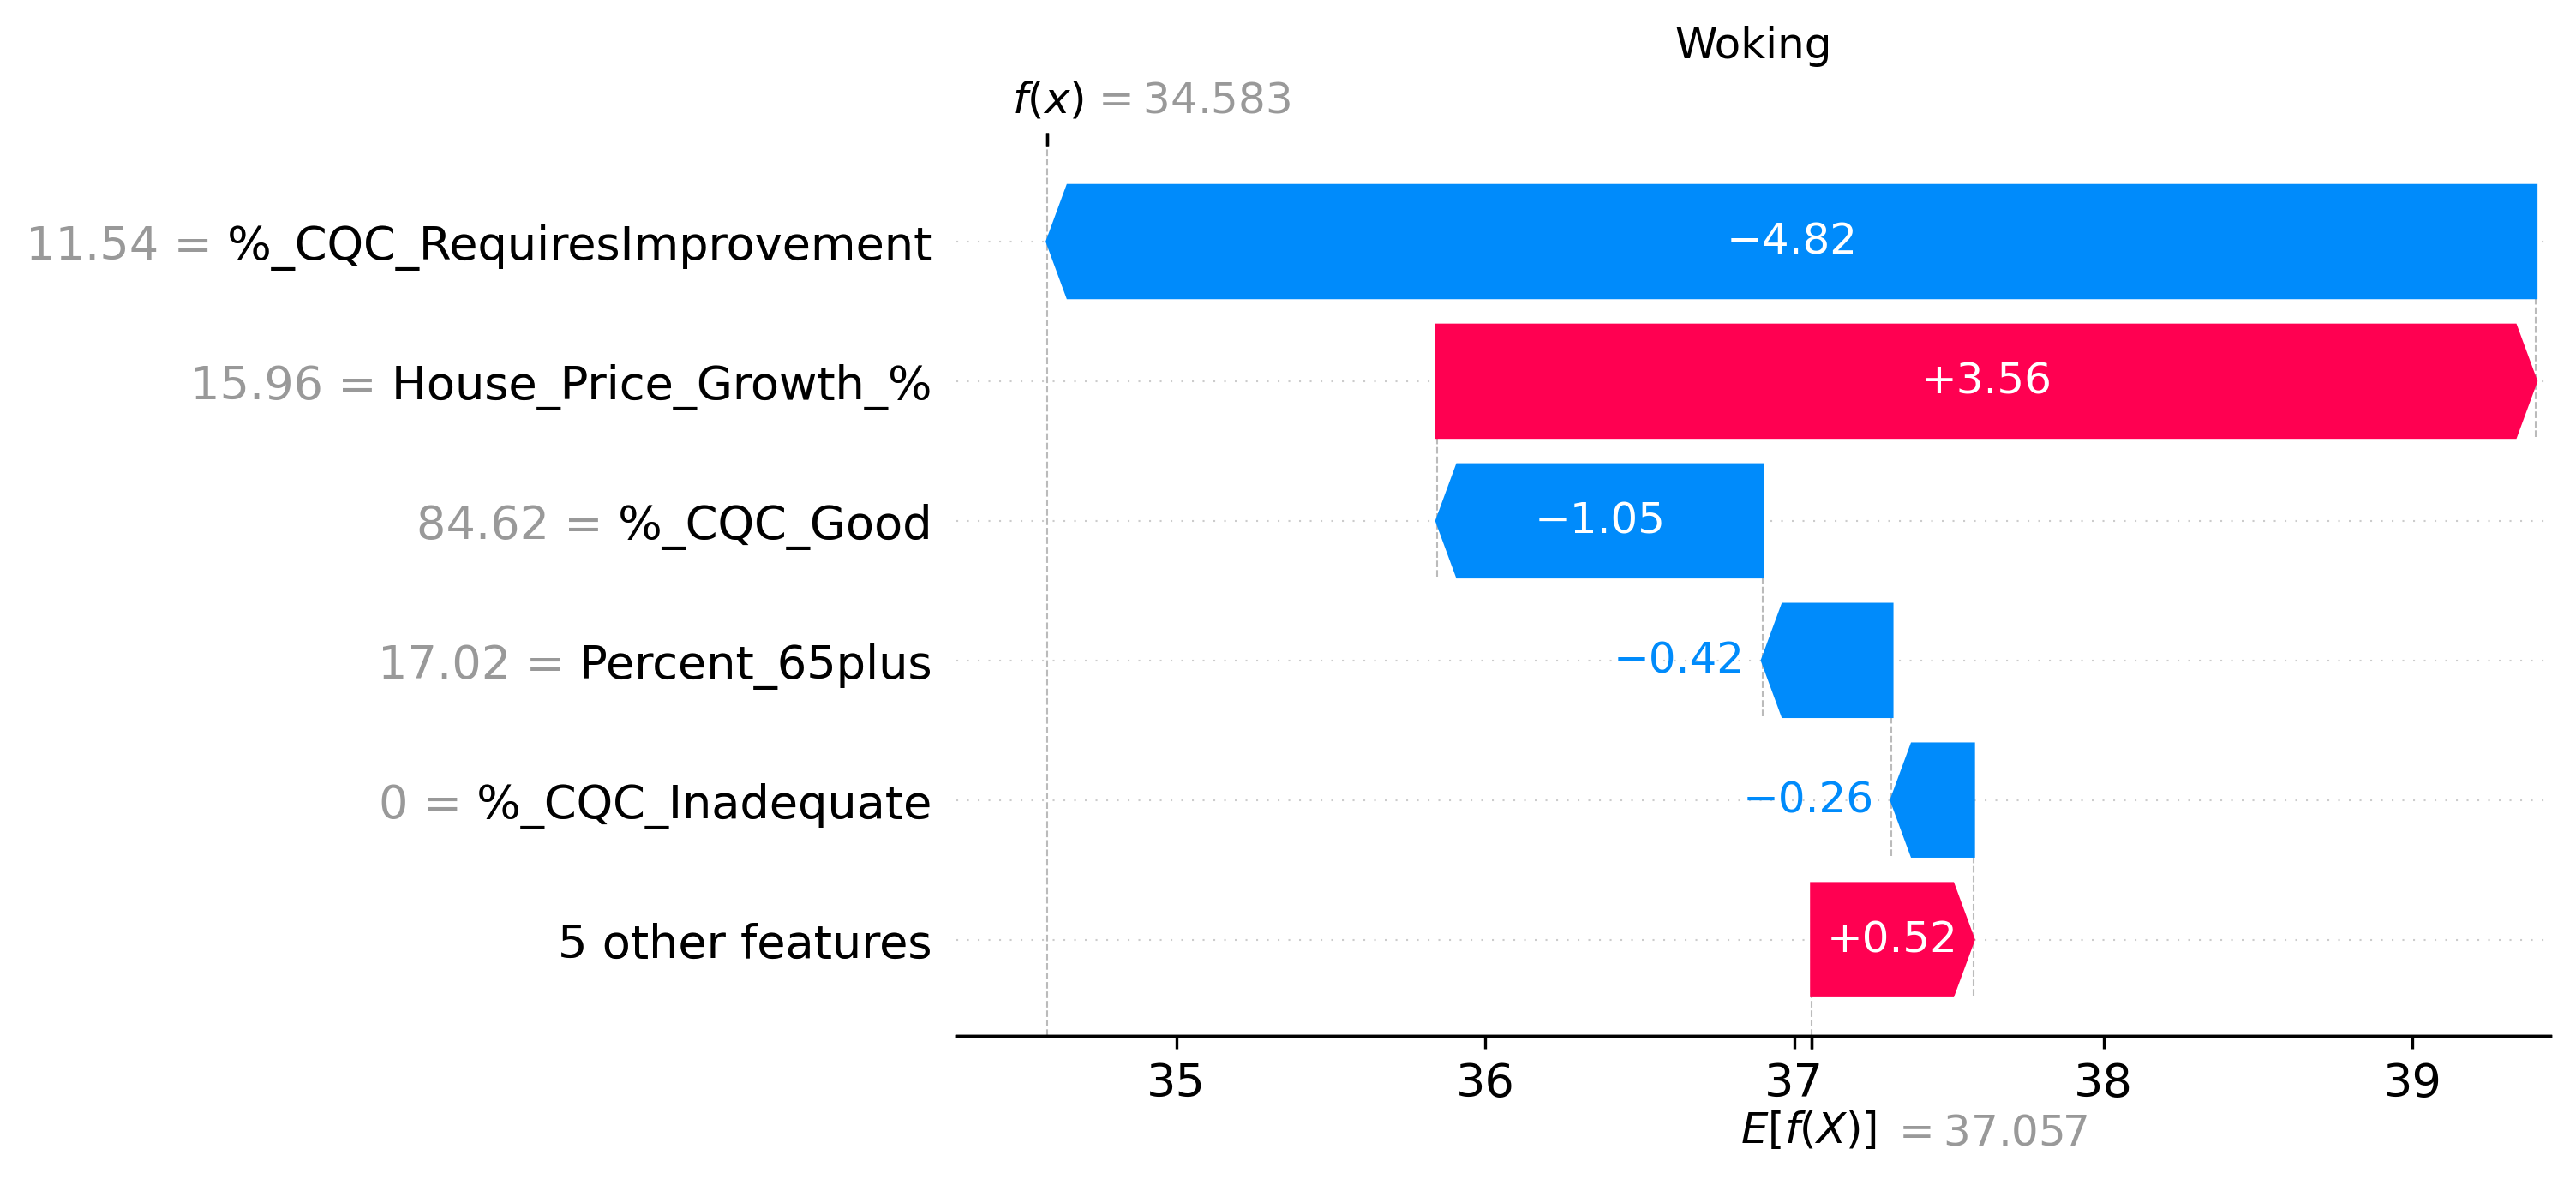 Woking
f(x) = 34.583
11.54 = %_CQC_RequiresImprovement
−4.82
15.96 = House_Price_Growth_%
+3.56
84.62 = %_CQC_Good
−1.05
17.02 = Percent_65plus
−0.42
0 = %_CQC_Inadequate
−0.26
5 other features
+0.52
35 36 37 38 39
E[f(X)] = 37.057